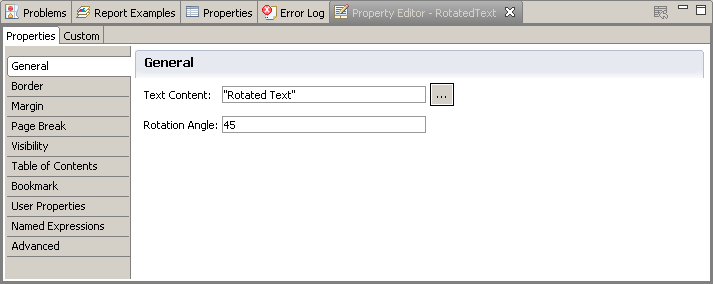 Problems Report Examples Properties Error Log Property Editor - RotatedText
Properties Custom
General
Border
Margin
Page Break
Visibility
Table of Contents
Bookmark
User Properties
Named Expressions
Advanced
General
Text Content: "Rotated Text" ...
Rotation Angle: 45